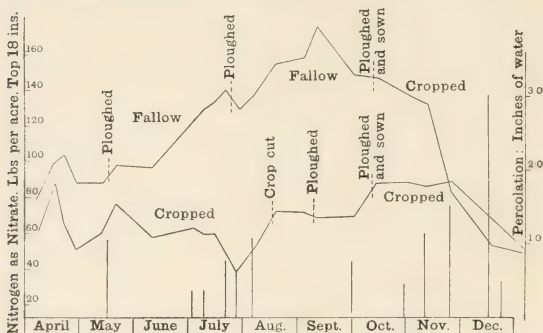 Nitrogen as Nitrate. Lbs per acre. Top 18 ins.
160
140
120
100
80
60
40
20
Ploughed
Fallow
Cropped
Ploughed
Crop cut
Fallow
Ploughed
Ploughed
and sown
Ploughed
and sown
Cropped
Cropped
Percolation: Inches of water
3 0
2 0
1 0
April
May
June
July
Aug.
Sept.
Oct.
Nov.
Dec.